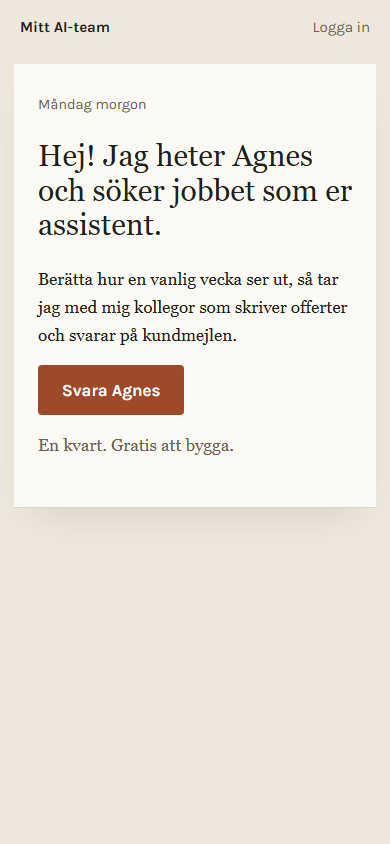 Mitt AI-team
Logga in
Måndag morgon
Hej! Jag heter Agnes
och söker jobbet som er
assistent.
Berätta hur en vanlig vecka ser ut, så tar
jag med mig kollegor som skriver offerter
och svarar på kundmejlen.
Svara Agnes
En kvart. Gratis att bygga.